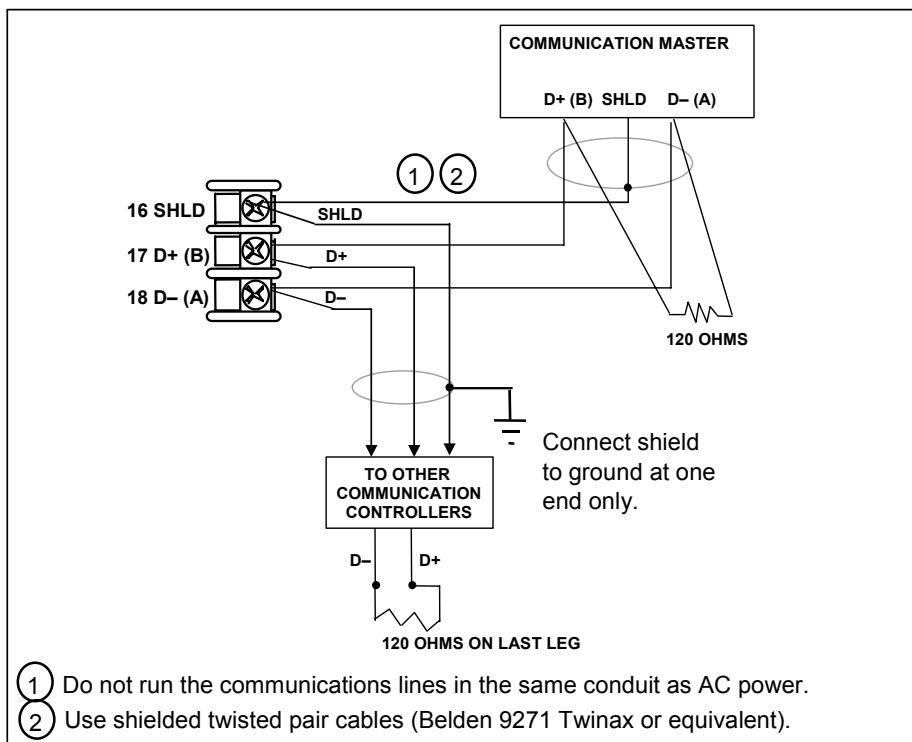 COMMUNICATION MASTER
D+ (B) SHLD D– (A)
1 2
16 SHLD
SHLD
17 D+ (B)
D+
18 D– (A)
D–
120 OHMS
Connect shield
to ground at one
end only.
TO OTHER
COMMUNICATION
CONTROLLERS
D– D+
120 OHMS ON LAST LEG
1 Do not run the communications lines in the same conduit as AC power.
2 Use shielded twisted pair cables (Belden 9271 Twinax or equivalent).